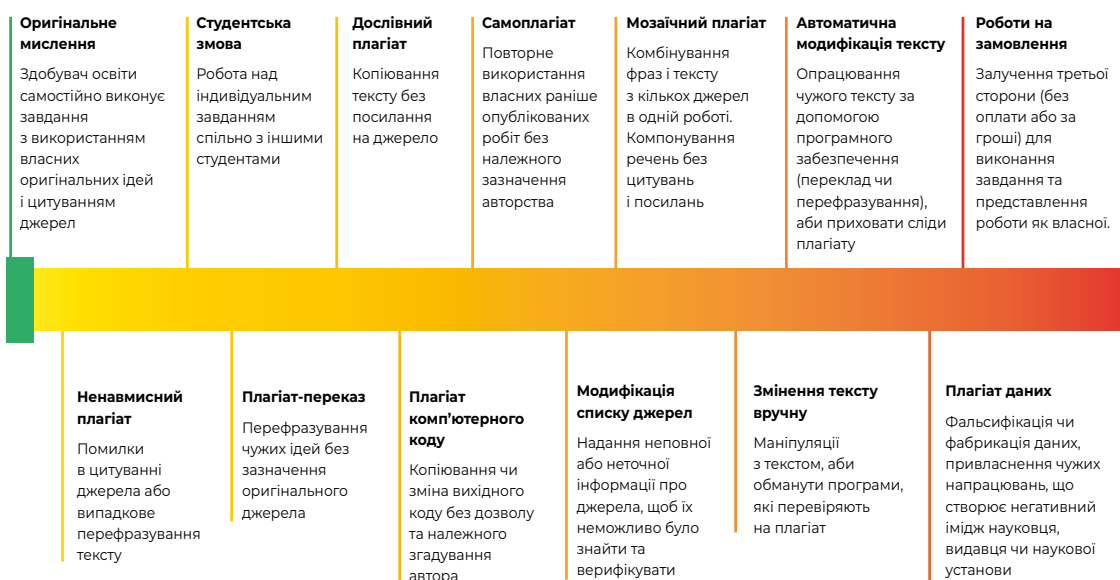 Оригінальне
мислення
Здобувач освіти
самостійно виконує
завдання
з використанням
власних
оригінальних ідей
і цитуванням
джерел
Студентська
змова
Робота над
індивідуальним
завданням
спільно з іншими
студентами
Дослівний
плагіат
Копіювання
тексту без
посилання
на джерело
Самоплагіат
Повторне
використання
власних раніше
опублікованих
робіт без
належного
зазначення
авторства
Мозаїчний плагіат
Комбінування
фраз і тексту
з кількох джерел
в одній роботі.
Компонування
речень без
цитувань
і посилань
Автоматична
модифікація тексту
Опрацювання
чужого тексту за
допомогою
програмного
забезпечення
(переклад чи
перефразування),
аби приховати сліди
плагіату
Роботи на
замовлення
Залучення третьої
сторони (без
оплати або за
гроші) для
виконання
завдання та
представлення
роботи як власної.
Ненавмисний
плагіат
Помилки
в цитуванні
джерела або
випадкове
перефразування
тексту
Плагіат-переказ
Перефразування
чужих ідей без
зазначення
оригінального
джерела
Плагіат
комп’ютерного
коду
Копіювання чи
зміна вихідного
коду без дозволу
та належного
згадування
автора
Модифікація
списку джерел
Надання неповної
або неточної
інформації про
джерела, щоб їх
неможливо було
знайти та
верифікувати
Змінення тексту
вручну
Маніпуляції
з текстом, аби
обманути програми,
які перевіряють
на плагіат
Плагіат даних
Фальсифікація чи
фабрикація даних,
привласнення чужих
напрацювань, що
створює негативний
імідж науковця,
видавця чи наукової
установи